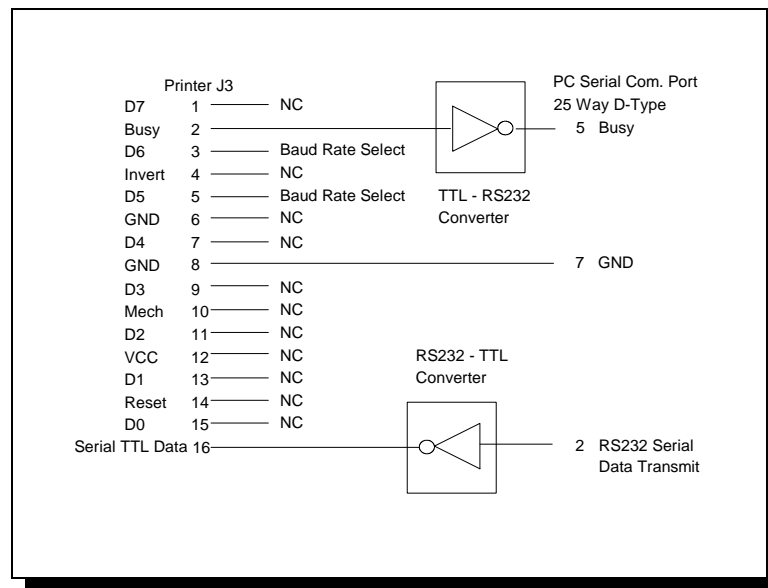 Printer J3
PC Serial Com. Port
25 Way D-Type
D7 1 NC
Busy 2
5 Busy
D6 3 Baud Rate Select
Invert 4 NC
D5 5 Baud Rate Select
TTL - RS232
Converter
GND 6 NC
D4 7 NC
GND 8
7 GND
D3 9 NC
Mech 10 NC
D2 11 NC
VCC 12 NC
RS232 - TTL
Converter
D1 13 NC
Reset 14 NC
D0 15 NC
Serial TTL Data 16
2 RS232 Serial
Data Transmit